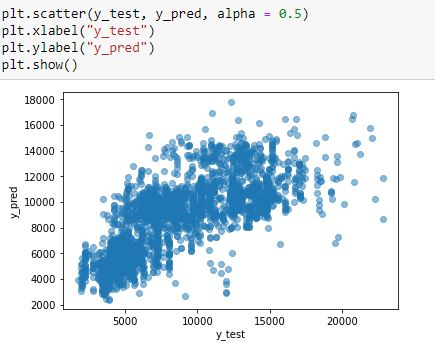 plt.scatter(y_test, y_pred, alpha = 0.5)
plt.xlabel("y_test")
plt.ylabel("y_pred")
plt.show()
18000
16000
14000
12000
10000
8000
6000
4000
2000
y_pred
5000 10000 15000 20000
y_test